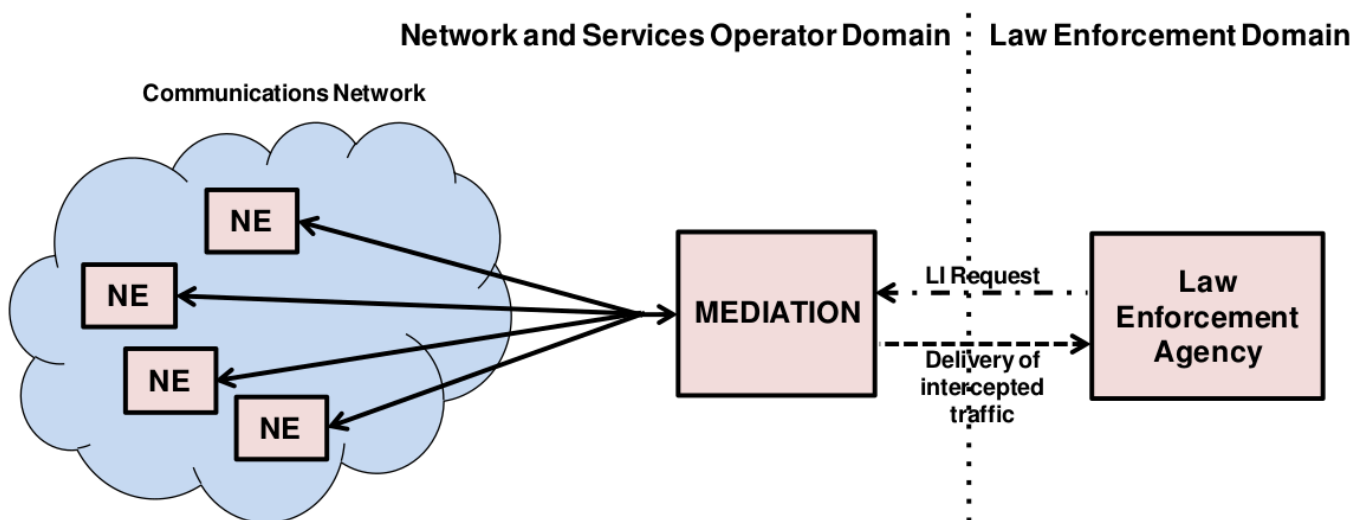 Network and Services Operator Domain
Law Enforcement Domain
Communications Network
NE
NE
NE
NE
MEDIATION
LI Request
Delivery of
intercepted
traffic
Law
Enforcement
Agency